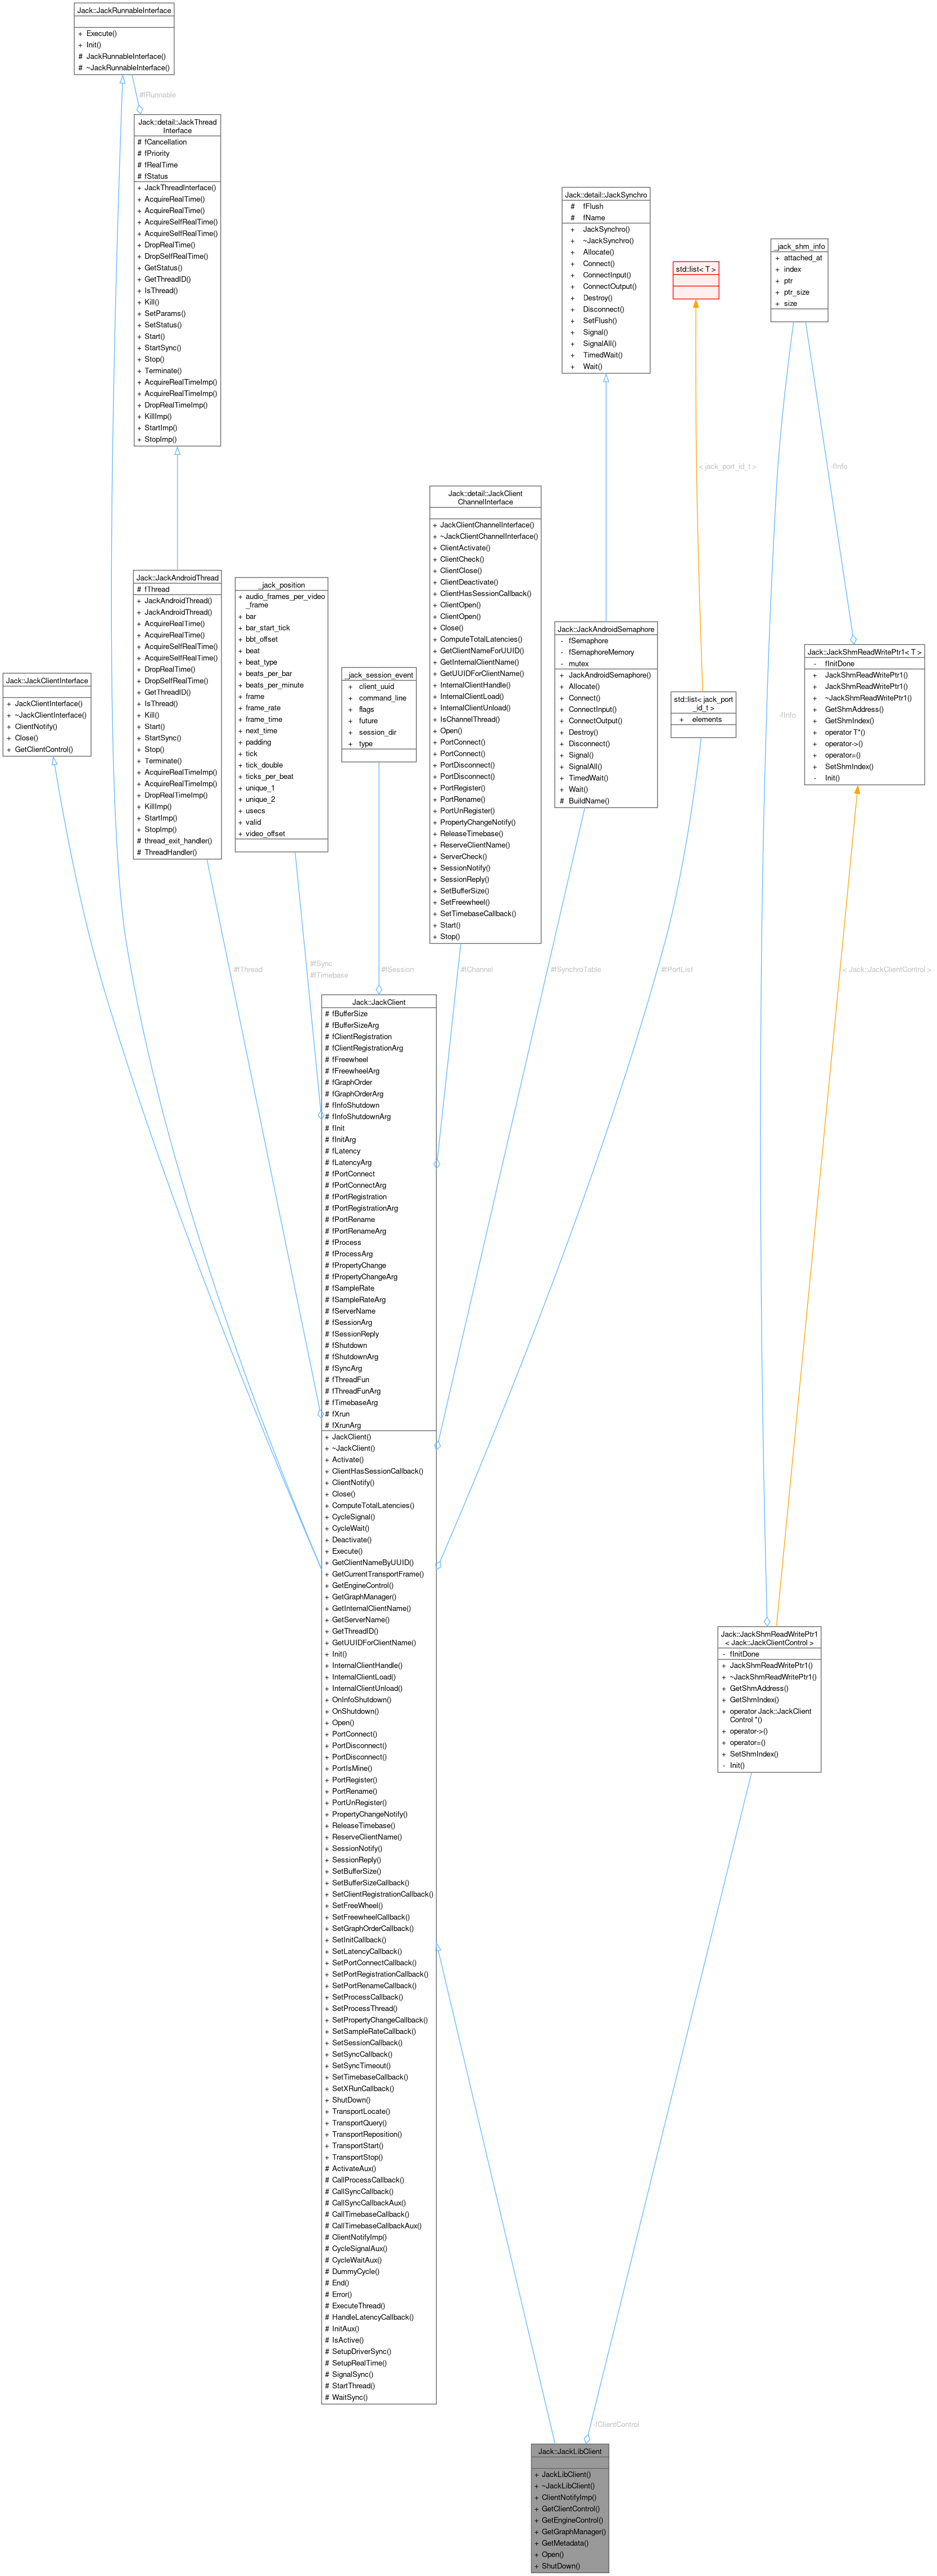 Jack::JackRunnableInterface
+ Execute()
+ Init()
# JackRunnableInterface()
# ~JackRunnableInterface()
#fRunnable
Jack::detail::JackThread
Interface
# fCancellation
# fPriority
# fRealTime
# fStatus
+ JackThreadInterface()
+ AcquireRealTime()
+ AcquireRealTime()
+ AcquireSelfRealTime()
+ AcquireSelfRealTime()
+ DropRealTime()
+ DropSelfRealTime()
+ GetStatus()
+ GetThreadID()
+ IsThread()
+ Kill()
+ SetParams()
+ SetStatus()
+ Start()
+ StartSync()
+ Stop()
+ Terminate()
+ AcquireRealTimeImp()
+ AcquireRealTimeImp()
+ DropRealTimeImp()
+ KillImp()
+ StartImp()
+ StopImp()
Jack::detail::JackSynchro
# fFlush
# fName
+ JackSynchro()
+ ~JackSynchro()
+ Allocate()
+ Connect()
+ ConnectInput()
+ ConnectOutput()
+ Destroy()
+ Disconnect()
+ SetFlush()
+ Signal()
+ SignalAll()
+ TimedWait()
+ Wait()
std::list< T >
_jack_shm_info
+ attached_at
+ index
+ ptr
+ ptr_size
+ size
< jack_port_id_t >
-fInfo
Jack::detail::JackClient
ChannelInterface
+ JackClientChannelInterface()
+ ~JackClientChannelInterface()
+ ClientActivate()
+ ClientCheck()
+ ClientClose()
+ ClientDeactivate()
+ ClientHasSessionCallback()
+ ClientOpen()
+ ClientOpen()
+ Close()
+ ComputeTotalLatencies()
+ GetClientNameForUUID()
+ GetInternalClientName()
+ GetUUIDForClientName()
+ InternalClientHandle()
+ InternalClientLoad()
+ InternalClientUnload()
+ IsChannelThread()
+ Open()
+ PortConnect()
+ PortConnect()
+ PortDisconnect()
+ PortDisconnect()
+ PortRegister()
+ PortRename()
+ PortUnRegister()
+ PropertyChangeNotify()
+ ReleaseTimebase()
+ ReserveClientName()
+ ServerCheck()
+ SessionNotify()
+ SessionReply()
+ SetBufferSize()
+ SetFreewheel()
+ SetTimebaseCallback()
+ Start()
+ Stop()
Jack::JackAndroidThread
# fThread
+ JackAndroidThread()
+ JackAndroidThread()
+ AcquireRealTime()
+ AcquireRealTime()
+ AcquireSelfRealTime()
+ AcquireSelfRealTime()
+ DropRealTime()
+ DropSelfRealTime()
+ GetThreadID()
+ IsThread()
+ Kill()
+ Start()
+ StartSync()
+ Stop()
+ Terminate()
+ AcquireRealTimeImp()
+ AcquireRealTimeImp()
+ DropRealTimeImp()
+ KillImp()
+ StartImp()
+ StopImp()
# thread_exit_handler()
# ThreadHandler()
_jack_position
+ audio_frames_per_video
_frame
+ bar
+ bar_start_tick
+ bbt_offset
+ beat
+ beat_type
+ beats_per_bar
+ beats_per_minute
+ frame
+ frame_rate
+ frame_time
+ next_time
+ padding
+ tick
+ tick_double
+ ticks_per_beat
+ unique_1
+ unique_2
+ usecs
+ valid
+ video_offset
Jack::JackClientInterface
+ JackClientInterface()
+ ~JackClientInterface()
+ ClientNotify()
+ Close()
+ GetClientControl()
_jack_session_event
+ client_uuid
+ command_line
+ flags
+ future
+ session_dir
+ type
Jack::JackAndroidSemaphore
- fSemaphore
- fSemaphoreMemory
- mutex
+ JackAndroidSemaphore()
+ Allocate()
+ Connect()
+ ConnectInput()
+ ConnectOutput()
+ Destroy()
+ Disconnect()
+ Signal()
+ SignalAll()
+ TimedWait()
+ Wait()
# BuildName()
std::list< jack_port
_id_t >
+ elements
-fInfo
Jack::JackShmReadWritePtr1< T >
- fInitDone
+ JackShmReadWritePtr1()
+ JackShmReadWritePtr1()
+ ~JackShmReadWritePtr1()
+ GetShmAddress()
+ GetShmIndex()
+ operator T*()
+ operator->()
+ operator=()
+ SetShmIndex()
- Init()
#fThread
#fSync
#fTimebase
#fSession
#fChannel
#fSynchroTable
#fPortList
< Jack::JackClientControl >
Jack::JackClient
# fBufferSize
# fBufferSizeArg
# fClientRegistration
# fClientRegistrationArg
# fFreewheel
# fFreewheelArg
# fGraphOrder
# fGraphOrderArg
# fInfoShutdown
# fInfoShutdownArg
# fInit
# fInitArg
# fLatency
# fLatencyArg
# fPortConnect
# fPortConnectArg
# fPortRegistration
# fPortRegistrationArg
# fPortRename
# fPortRenameArg
# fProcess
# fProcessArg
# fPropertyChange
# fPropertyChangeArg
# fSampleRate
# fSampleRateArg
# fServerName
# fSessionArg
# fSessionReply
# fShutdown
# fShutdownArg
# fSyncArg
# fThreadFun
# fThreadFunArg
# fTimebaseArg
# fXrun
# fXrunArg
+ JackClient()
+ ~JackClient()
+ Activate()
+ ClientHasSessionCallback()
+ ClientNotify()
+ Close()
+ ComputeTotalLatencies()
+ CycleSignal()
+ CycleWait()
+ Deactivate()
+ Execute()
+ GetClientNameByUUID()
+ GetCurrentTransportFrame()
+ GetEngineControl()
+ GetGraphManager()
+ GetInternalClientName()
+ GetServerName()
+ GetThreadID()
+ GetUUIDForClientName()
+ Init()
+ InternalClientHandle()
+ InternalClientLoad()
+ InternalClientUnload()
+ OnInfoShutdown()
+ OnShutdown()
+ Open()
+ PortConnect()
+ PortDisconnect()
+ PortDisconnect()
+ PortIsMine()
+ PortRegister()
+ PortRename()
+ PortUnRegister()
+ PropertyChangeNotify()
+ ReleaseTimebase()
+ ReserveClientName()
+ SessionNotify()
+ SessionReply()
+ SetBufferSize()
+ SetBufferSizeCallback()
+ SetClientRegistrationCallback()
+ SetFreeWheel()
+ SetFreewheelCallback()
+ SetGraphOrderCallback()
+ SetInitCallback()
+ SetLatencyCallback()
+ SetPortConnectCallback()
+ SetPortRegistrationCallback()
+ SetPortRenameCallback()
+ SetProcessCallback()
+ SetProcessThread()
+ SetPropertyChangeCallback()
+ SetSampleRateCallback()
+ SetSessionCallback()
+ SetSyncCallback()
+ SetSyncTimeout()
+ SetTimebaseCallback()
+ SetXRunCallback()
+ ShutDown()
+ TransportLocate()
+ TransportQuery()
+ TransportReposition()
+ TransportStart()
+ TransportStop()
# ActivateAux()
# CallProcessCallback()
# CallSyncCallback()
# CallSyncCallbackAux()
# CallTimebaseCallback()
# CallTimebaseCallbackAux()
# ClientNotifyImp()
# CycleSignalAux()
# CycleWaitAux()
# DummyCycle()
# End()
# Error()
# ExecuteThread()
# HandleLatencyCallback()
# InitAux()
# IsActive()
# SetupDriverSync()
# SetupRealTime()
# SignalSync()
# StartThread()
# WaitSync()
Jack::JackShmReadWritePtr1
< Jack::JackClientControl >
- fInitDone
+ JackShmReadWritePtr1()
+ ~JackShmReadWritePtr1()
+ GetShmAddress()
+ GetShmIndex()
+ operator Jack::JackClient
Control *()
+ operator->()
+ operator=()
+ SetShmIndex()
- Init()
-fClientControl
Jack::JackLibClient
+ JackLibClient()
+ ~JackLibClient()
+ ClientNotifyImp()
+ GetClientControl()
+ GetEngineControl()
+ GetGraphManager()
+ GetMetadata()
+ Open()
+ ShutDown()